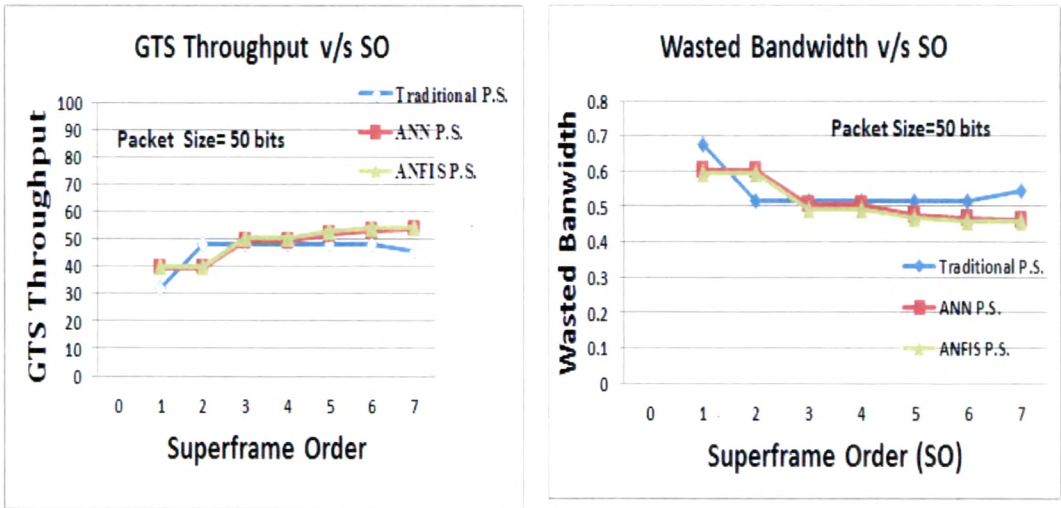 GTS Throughput v/s SO
Traditional P.S.
ANN P.S.
ANFIS P.S.
Packet Size= 50 bits
GTS Throughput
100
90
80
70
60
50
40
30
20
10
0
0 1 2 3 4 5 6 7
Superframe Order
Wasted Bandwidth v/s SO
Packet Size=50 bits
Wasted Banwidth
0.8
0.7
0.6
0.5
0.4
0.3
0.2
0.1
0
Traditional P.S.
ANN P.S.
ANFIS P.S.
0 1 2 3 4 5 6 7
Superframe Order (SO)